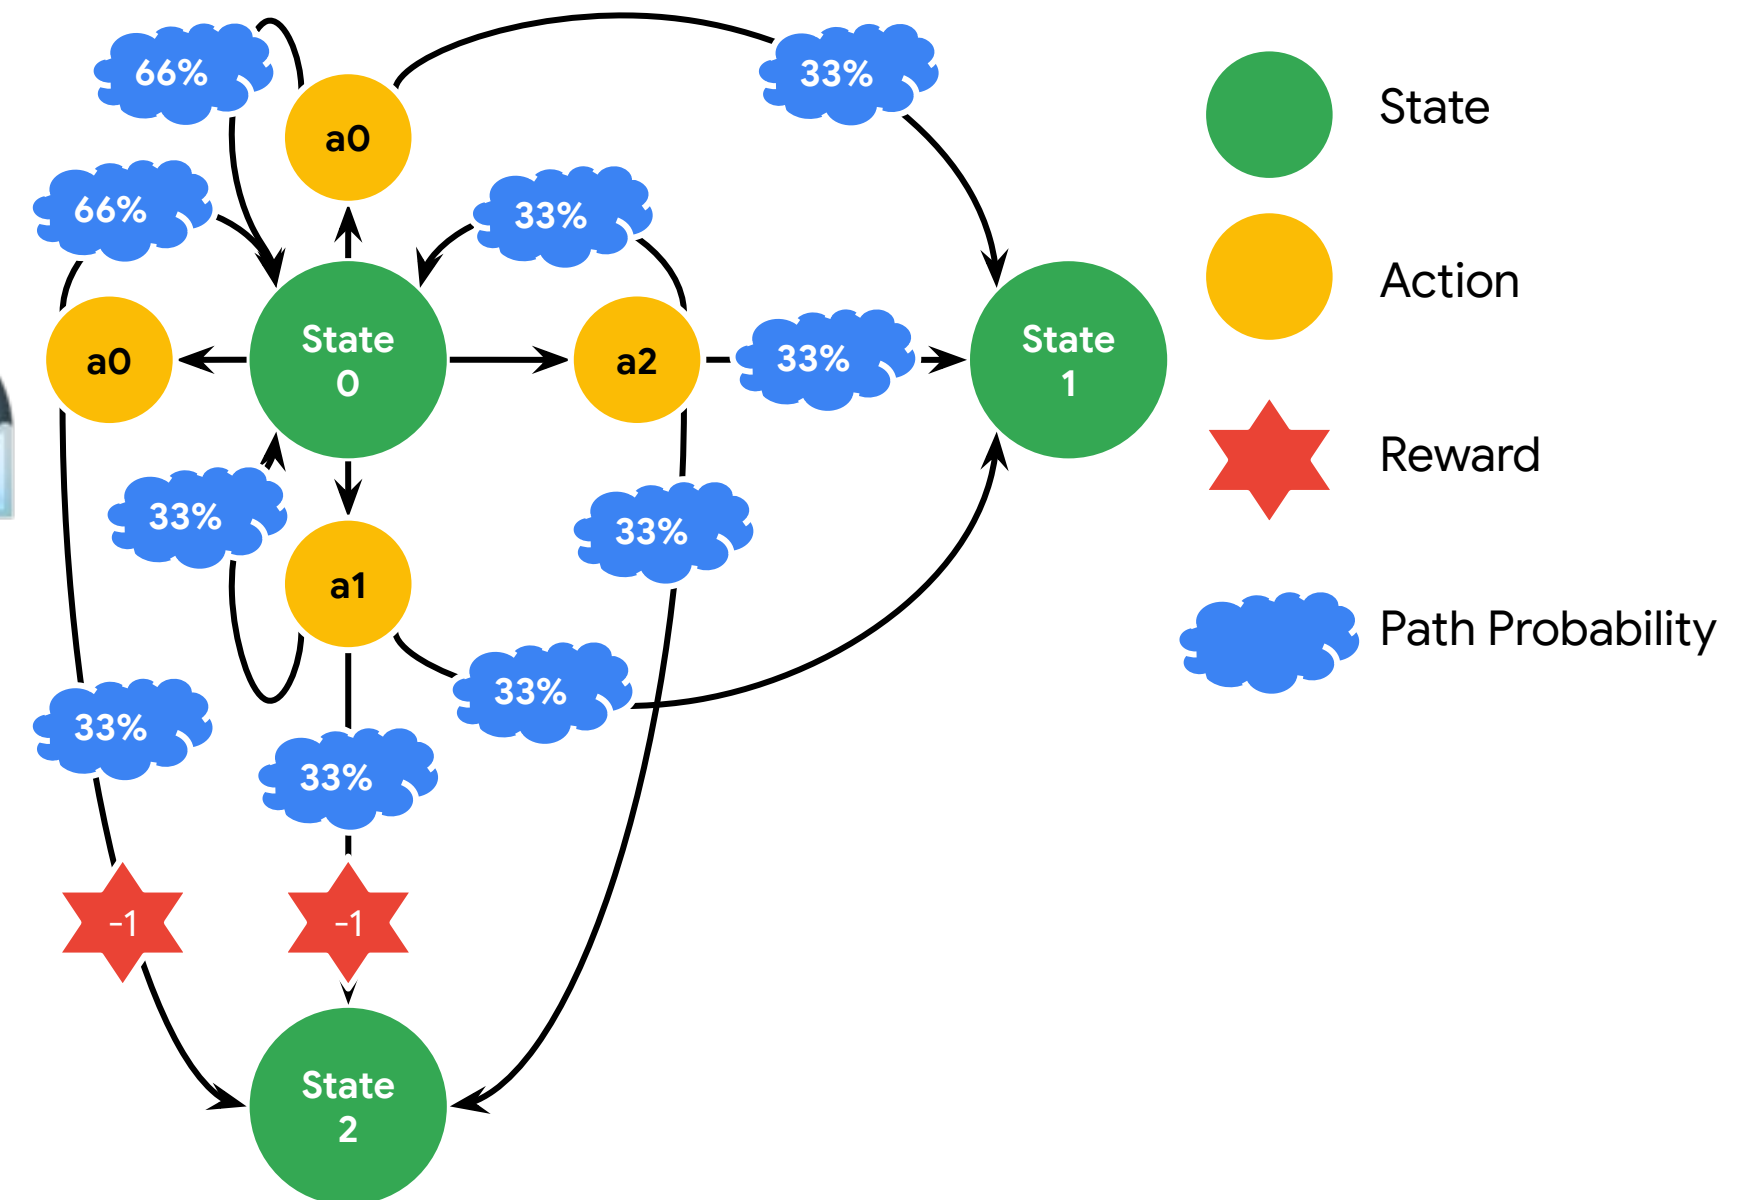 66%
33%
a0
66%
33%
a0
State
0
a2
33%
State
1
33%
33%
a1
33%
33%
33%
-1
-1
State
2
State
Action
Reward
Path Probability